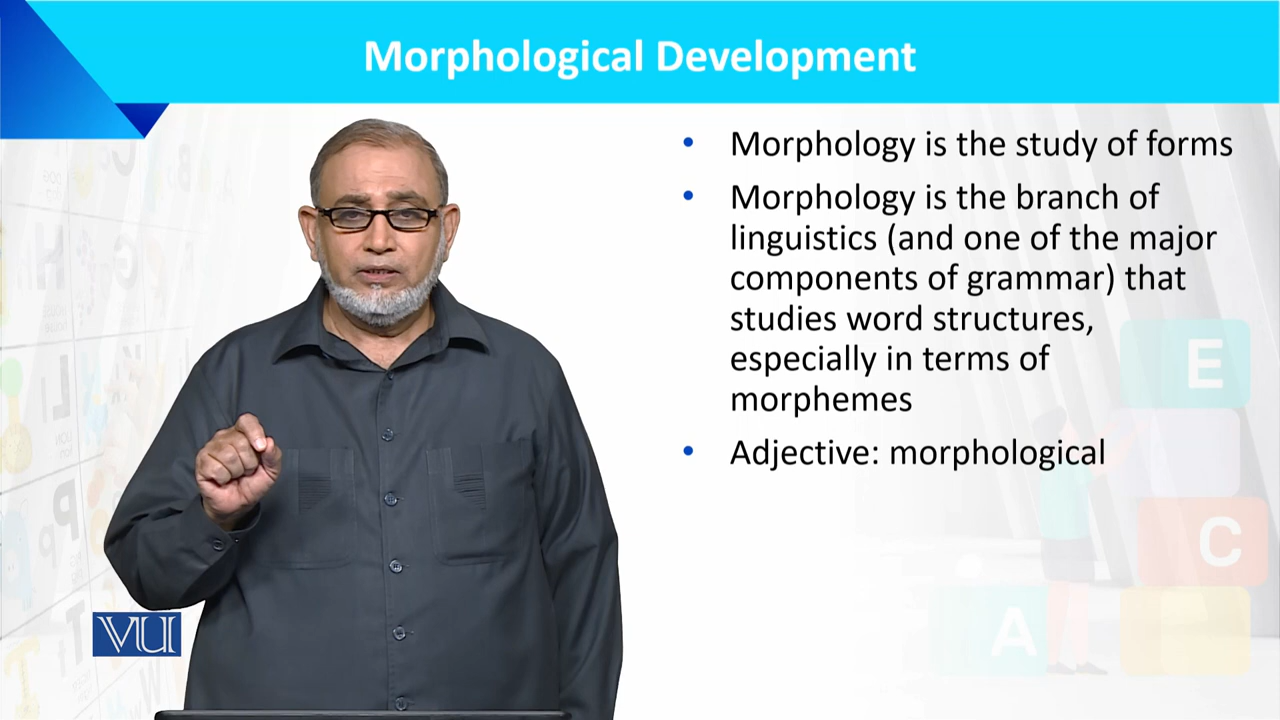 Morphological Development
• Morphology is the study of forms
• Morphology is the branch of
linguistics (and one of the major
components of grammar) that
studies word structures,
especially in terms of
morphemes
• Adjective: morphological
VU
E
C
A